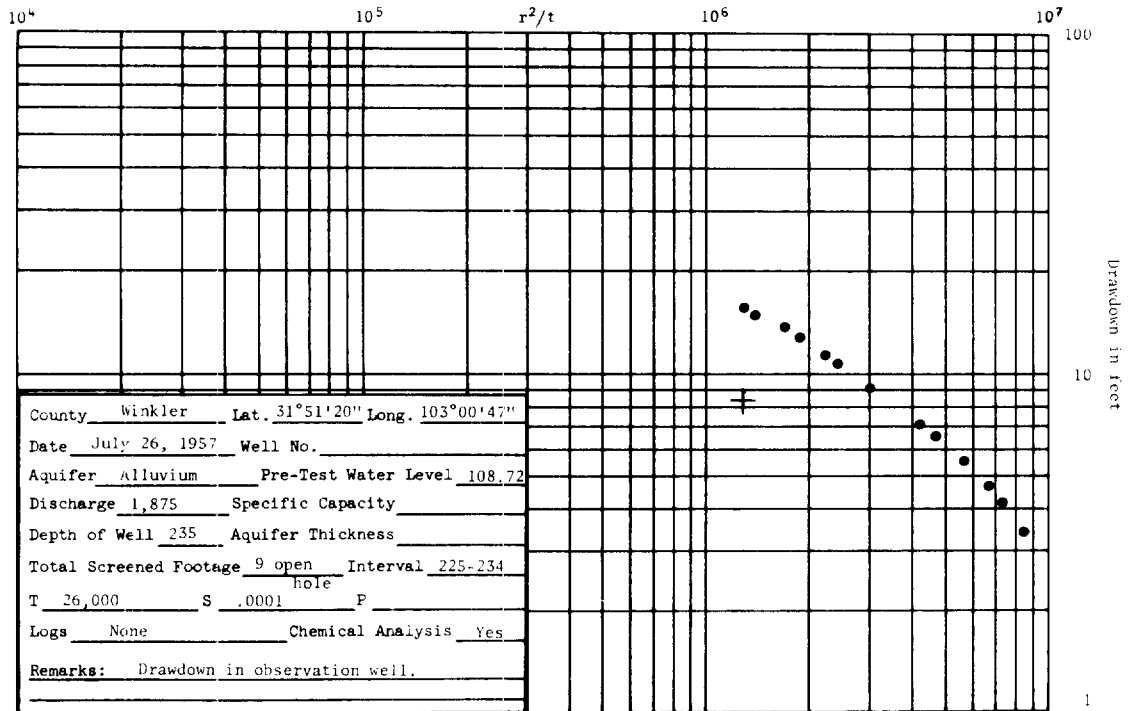 10⁴ 10⁵ r²/t 10⁶ 10⁷
100
10
Drawdown in feet
1
County Winkler Lat. 31°51'20" Long. 103°00'47"
Date July 26, 1957 Well No.
Aquifer Alluvium Pre-Test Water Level 108.72
Discharge 1,875 Specific Capacity
Depth of Well 235 Aquifer Thickness
Total Screened Footage 9 open hole Interval 225-234
T 26,000 S .0001 P
Logs None Chemical Analysis Yes
Remarks: Drawdown in observation well.